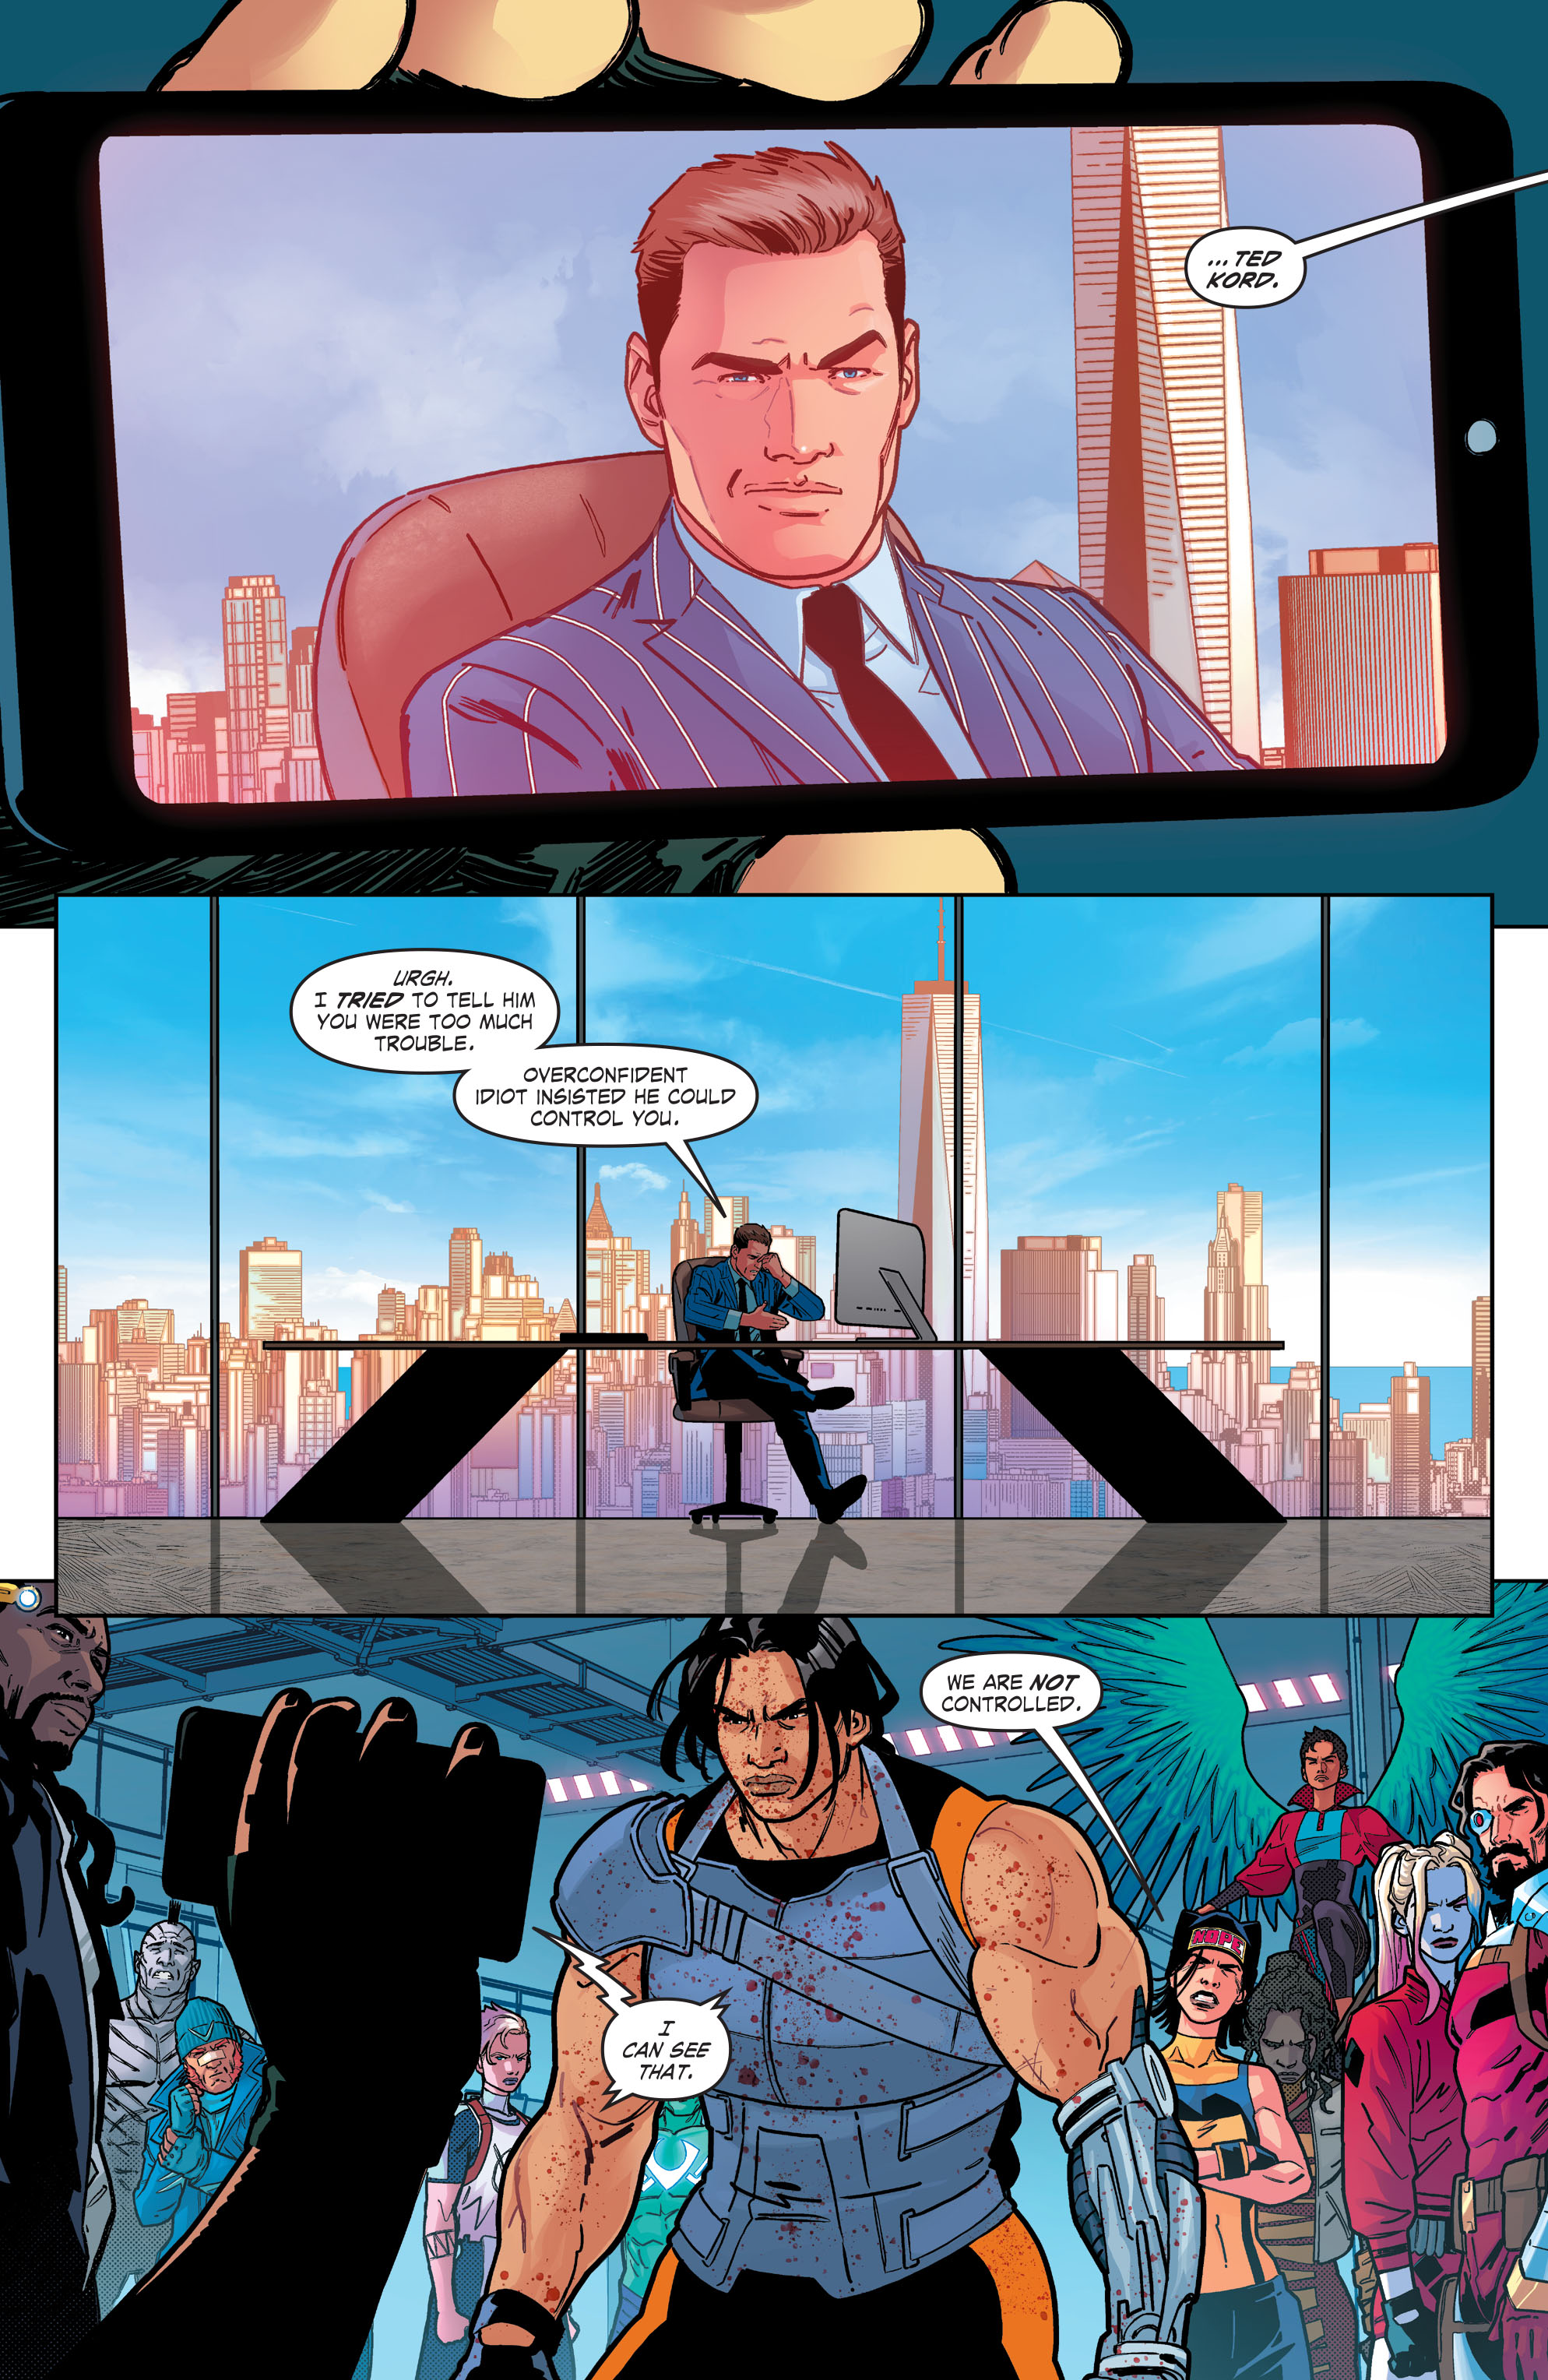 ...TED
KORD.
URGH.
I TRIED TO TELL HIM
YOU WERE TOO MUCH
TROUBLE.
OVERCONFIDENT
IDIOT INSISTED HE COULD
CONTROL YOU.
WE ARE NOT
CONTROLLED.
NOPE
I
CAN SEE
THAT.